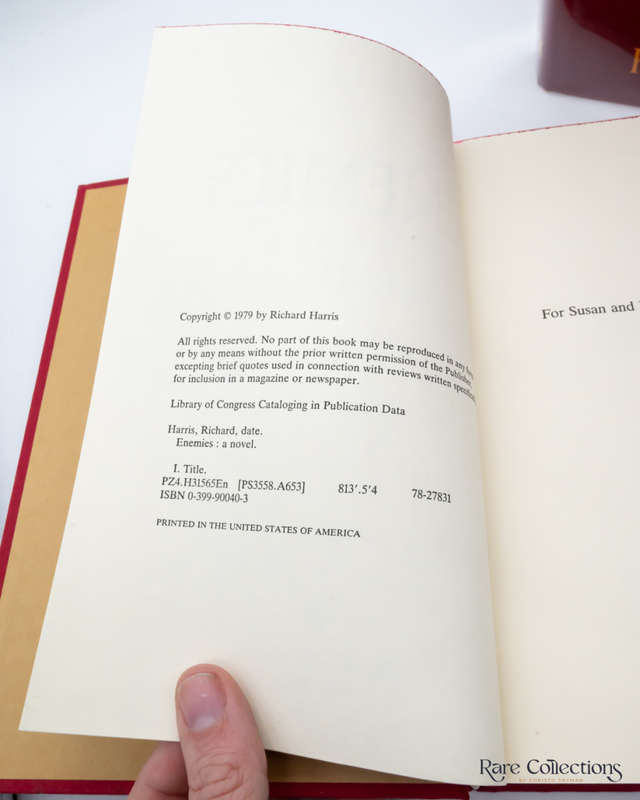 Copyright © 1979 by Richard Harris
All rights reserved. No part of this book may be reproduced in any
or by any means without the prior written permission of the Publisher
excepting brief quotes used in connection with reviews written
for inclusion in a magazine or newspaper.
Library of Congress Cataloging in Publication Data
Harris, Richard, date.
Enemies : a novel.
I. Title.
PZ4.H31565En [PS3558.A653] 813'.5'4 78-27831
ISBN 0-399-90040-3
PRINTED IN THE UNITED STATES OF AMERICA
For Susan and
Rare Collections